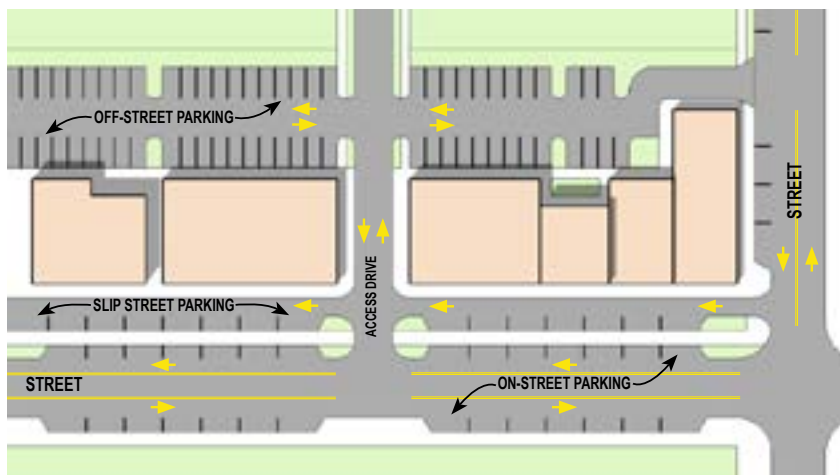 OFF-STREET PARKING
STREET
ACCESS DRIVE
SLIP STREET PARKING
STREET
ON-STREET PARKING